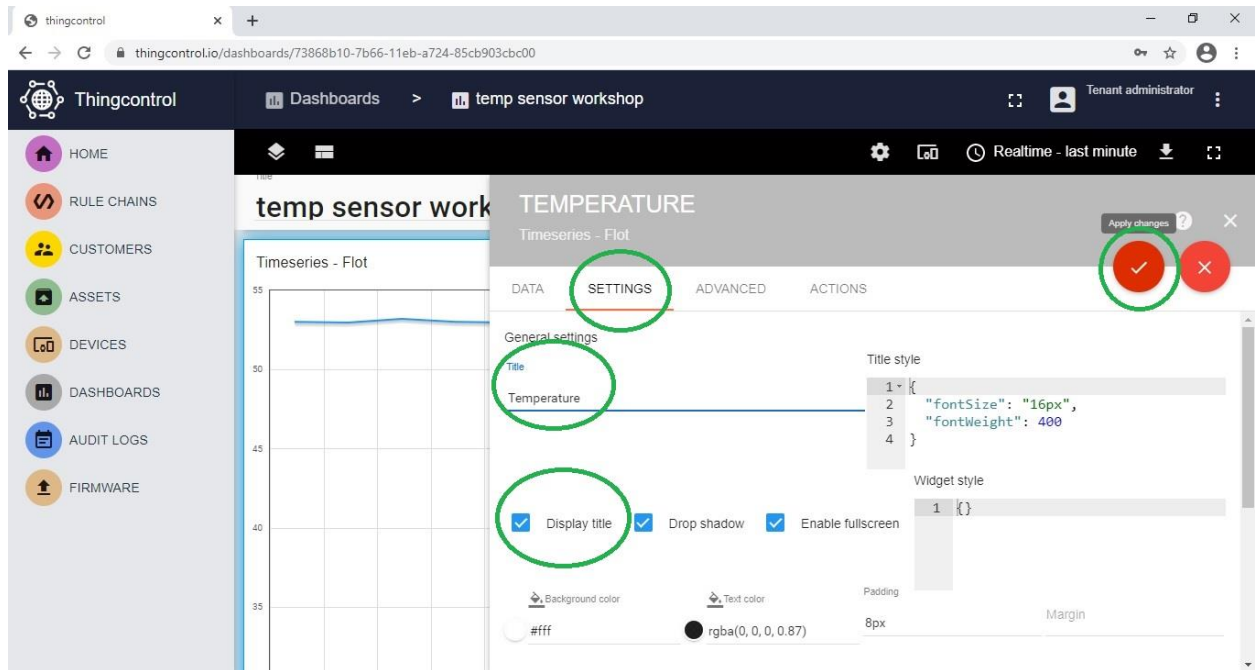 thingcontrol
thingcontrol.io/dashboards/73868b10-7b66-11eb-a724-85cb903cbc00
Thingcontrol
Dashboards > temp sensor workshop
Tenant administrator
HOME
RULE CHAINS
CUSTOMERS
ASSETS
DEVICES
DASHBOARDS
AUDIT LOGS
FIRMWARE
Realtime - last minute
Title
temp sensor work
Timeseries - Flot
55
50
45
40
35
TEMPERATURE
Timeseries - Flot
Apply changes
DATA SETTINGS ADVANCED ACTIONS
General settings
Title
Temperature
Title style
1 {
2 "fontSize": "16px",
3 "fontWeight": 400
4 }
Widget style
1 {}
Display title Drop shadow Enable fullscreen
Background color Text color Padding
#fff rgba(0, 0, 0, 0.87) 8px Margin